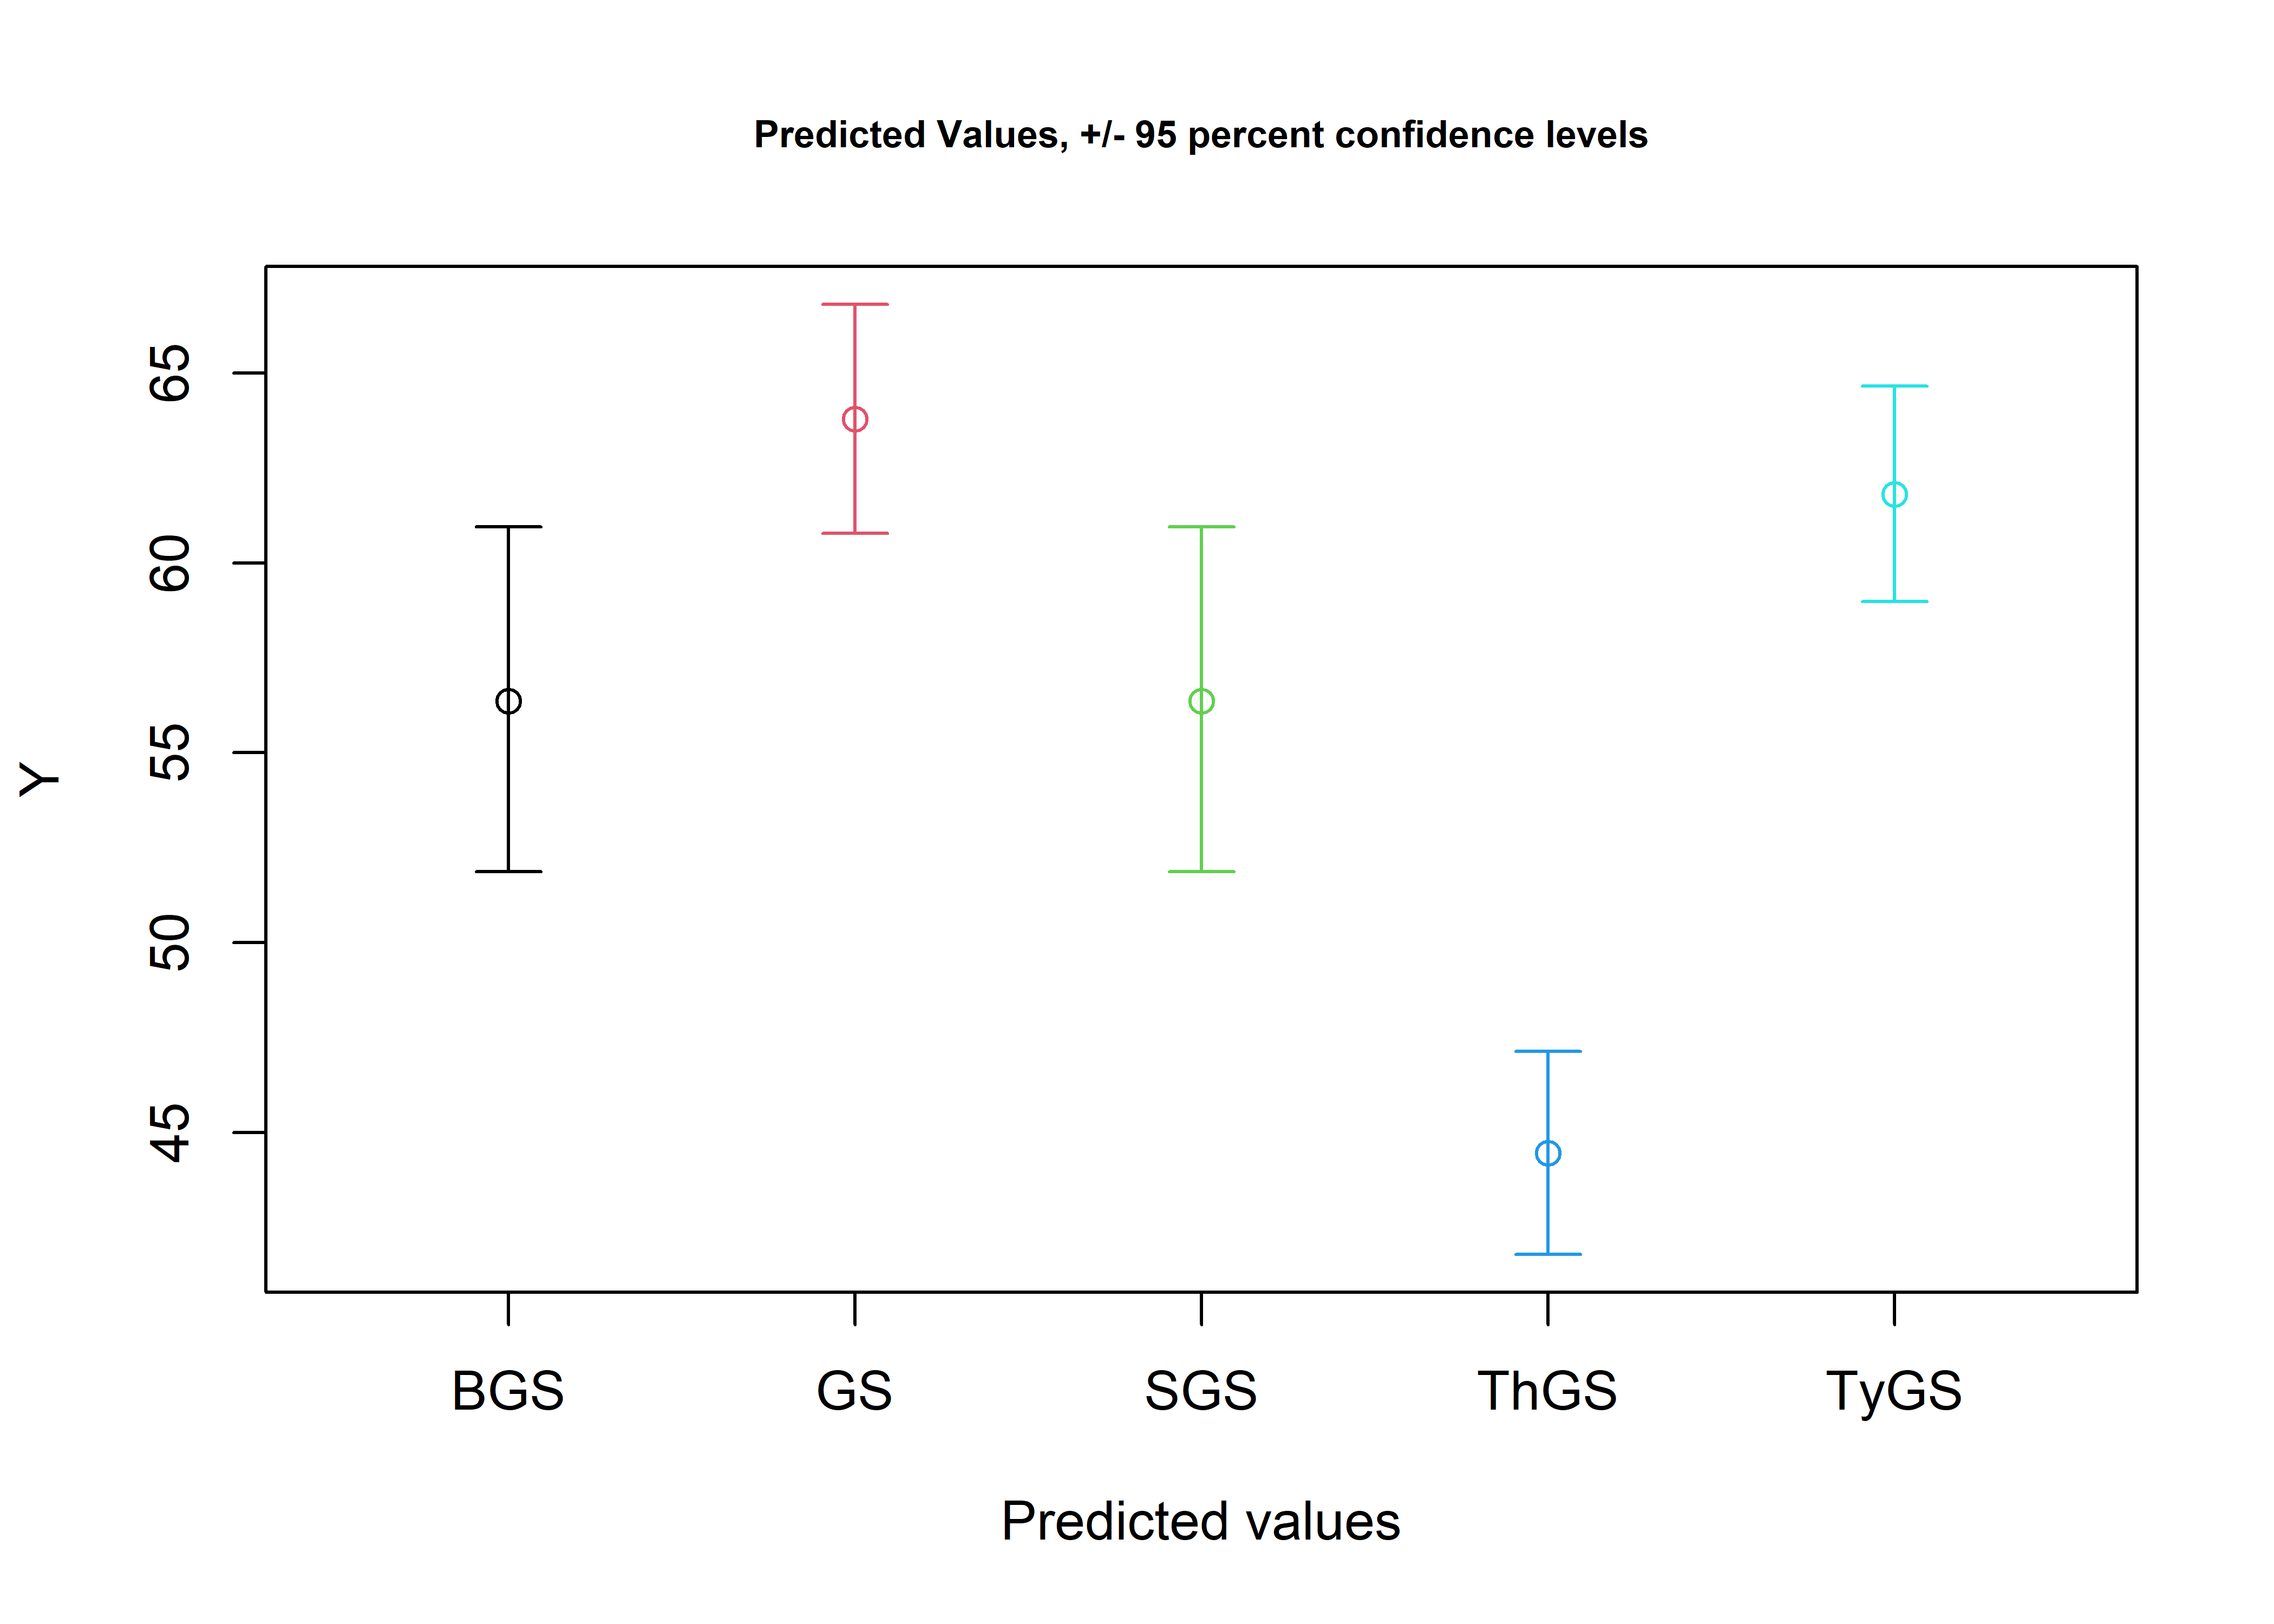 Predicted Values, +/- 95 percent confidence levels
65
60
55
50
45
Y
BGS GS SGS ThGS TyGS
Predicted values